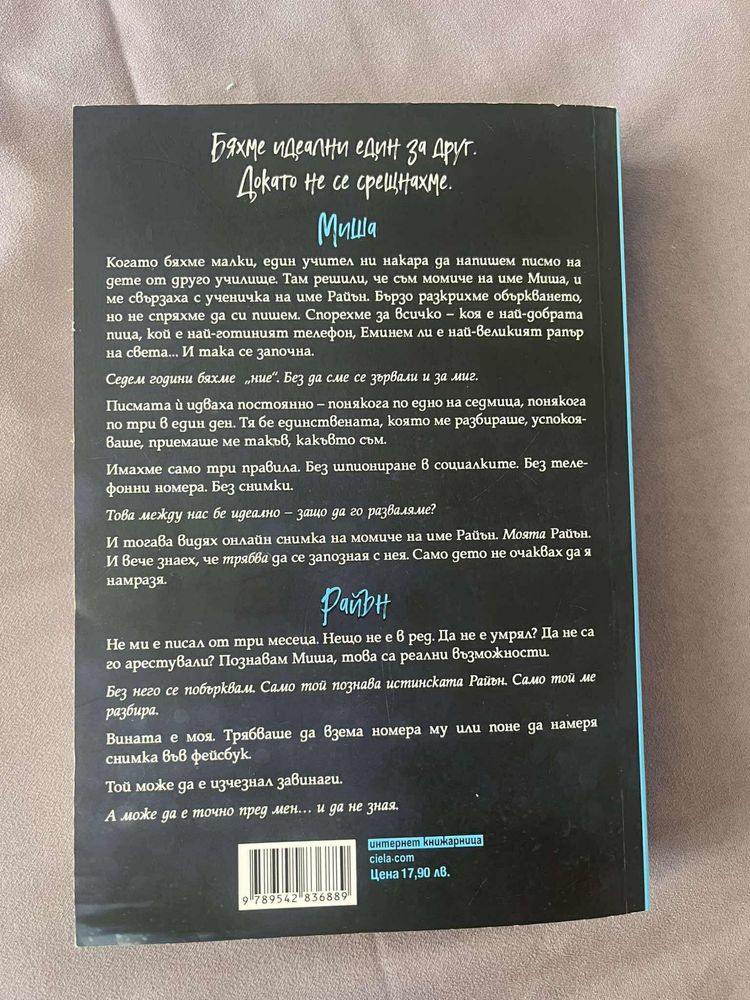 Бяхме идеални един за друг.
Докато не се срещнахме.
Миша
Когато бяхме малки, един учител ни накара да напишем писмо на
дете от друго училище. Там решили, че съм момиче на име Миша, и
ме свързаха с ученичка на име Райън. Бързо разкрихме объркването,
но не спряхме да си пишем. Спорехме за всичко – коя е най-добрата
пица, кой е най-готиният телефон, Еминем ли е най-великият рапър
на света... И така се започна.
Седем години бяхме „ние“. Без да сме се зървали и за миг.
Писмата ѝ идваха постоянно – понякога по едно на седмица, понякога
по три в един ден. Тя бе единствената, която ме разбираше, успокоя-
ваше, приемаше ме такъв, какъвто съм.
Имахме само три правила. Без шпиониране в социалките. Без теле-
фонни номера. Без снимки.
Това между нас бе идеално – защо да го разваляме?
И тогава видях онлайн снимка на момиче на име Райън. Моята Райън.
И вече знаех, че трябва да се запозная с нея. Само дето не очаквах да я
намразя.
Райън
Не ми е писал от три месеца. Нещо не е в ред. Да не е умрял? Да не са
го арестували? Познавам Миша, това са реални възможности.
Без него се побърквам. Само той познава истинската Райън. Само той ме
разбира.
Вината е моя. Трябваше да взема номера му или поне да намеря
снимка във фейсбук.
Той може да е изчезнал завинаги.
А може да е точно пред мен... и да не зная.
интернет книжарница
ciela.com
Цена 17,90 лв.
9 789542 836889